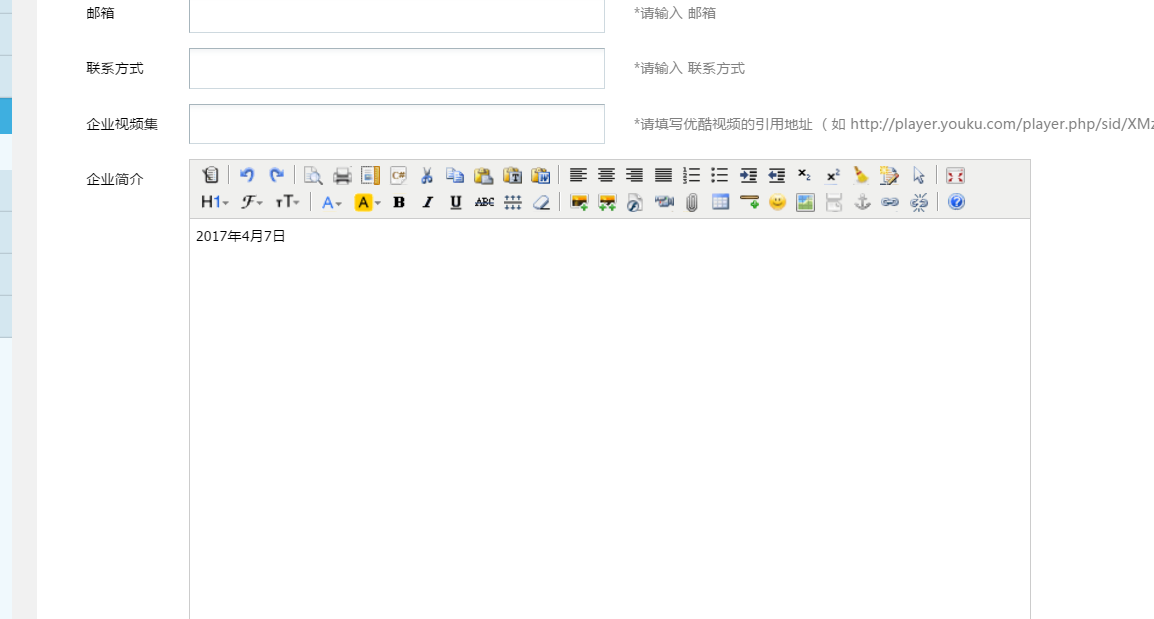 邮箱
*请输入 邮箱
联系方式
*请输入 联系方式
企业视频集
*请填写优酷视频的引用地址（ 如 http://player.youku.com/player.php/sid/XMz
企业简介
H1 F TT A A B I U ABC
2017年4月7日